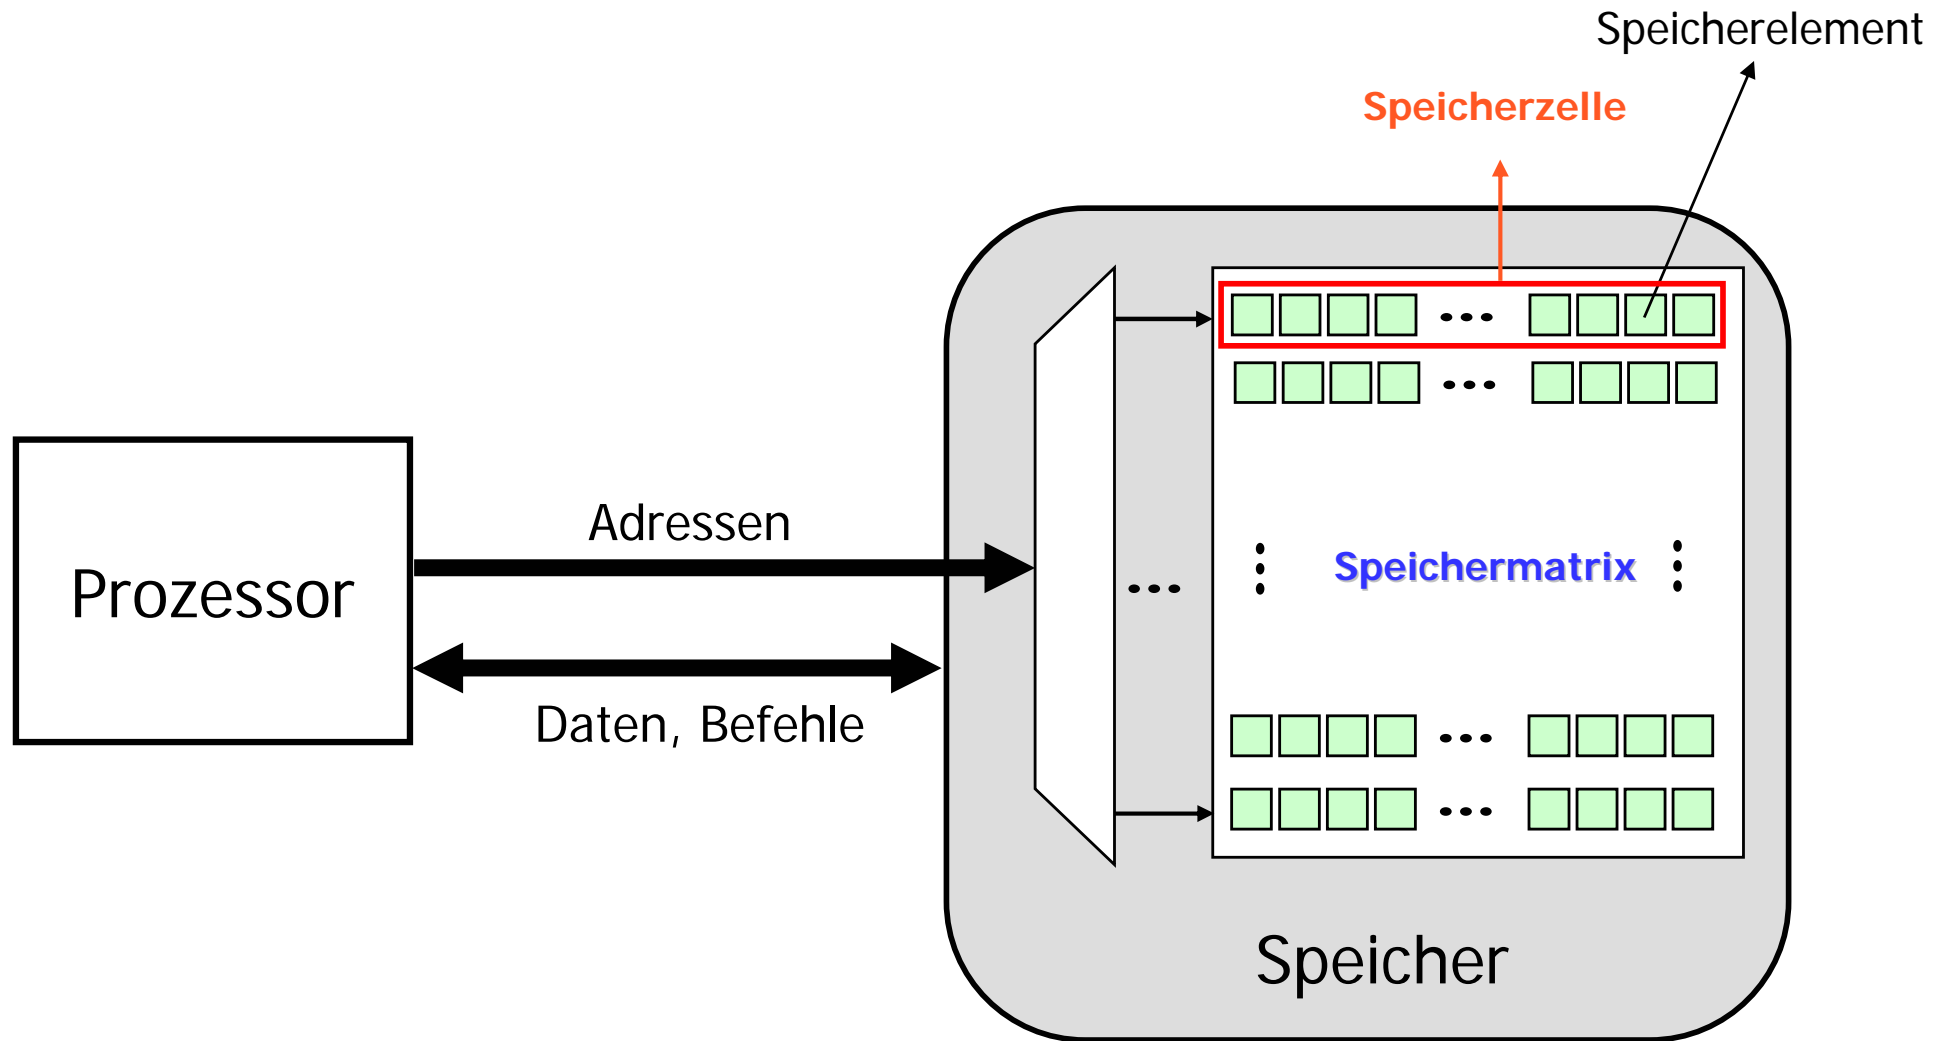 Speicherelement
Speicherzelle
Adressen
Prozessor
Speichermatrix
Daten, Befehle
Speicher